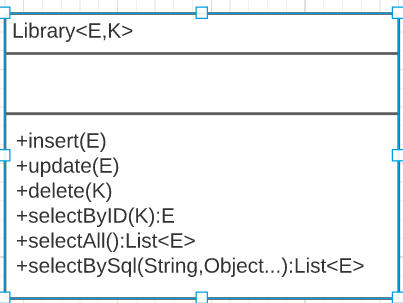 Library<E,K>
+insert(E)
+update(E)
+delete(K)
+selectByID(K):E
+selectAll():List<E>
+selectBySql(String,Object...):List<E>